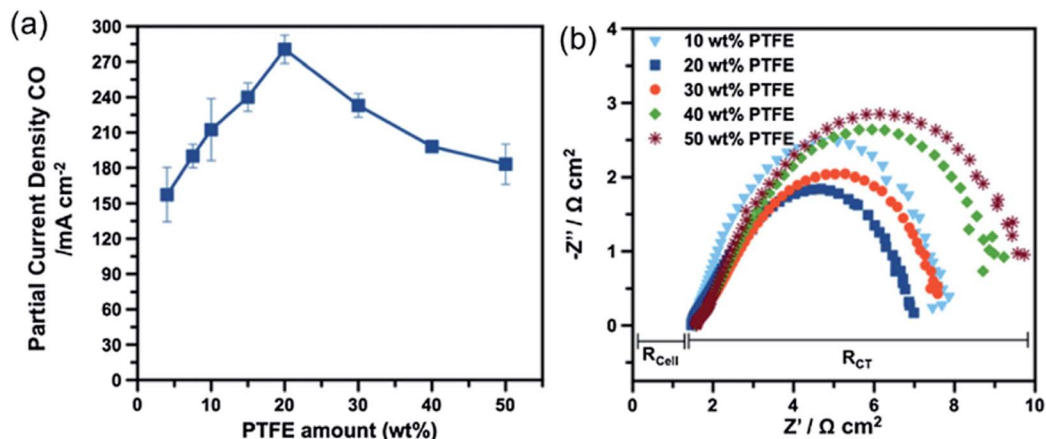 (a)
Partial Current Density CO
/mA cm⁻²
300
270
240
210
180
150
120
90
60
30
0
0
10
20
30
40
50
PTFE amount (wt%)
(b)
10 wt% PTFE
20 wt% PTFE
30 wt% PTFE
40 wt% PTFE
50 wt% PTFE
-Z'' / Ω cm2
4
3
2
1
0
R_Cell
R_CT
2
4
6
8
10
Z' / Ω cm2